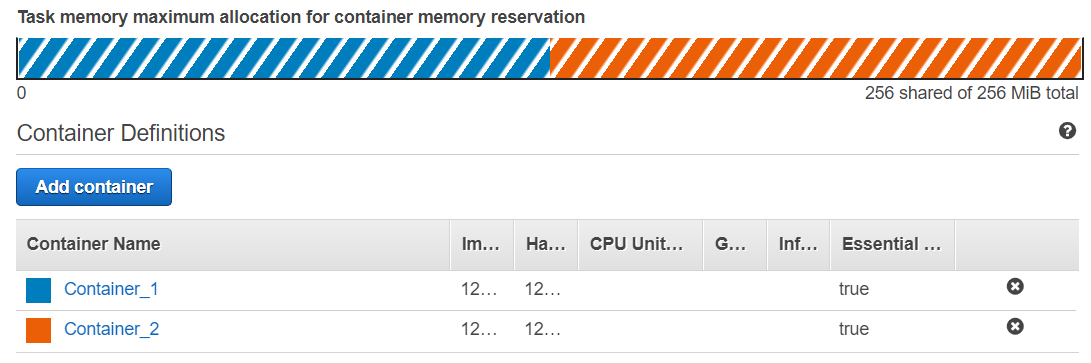 Task memory maximum allocation for container memory reservation
0 256 shared of 256 MiB total
Container Definitions
Add container
Container Name Im... Ha... CPU Unit... G... Inf... Essential ...
Container_1 12... 12... true
Container_2 12... 12... true